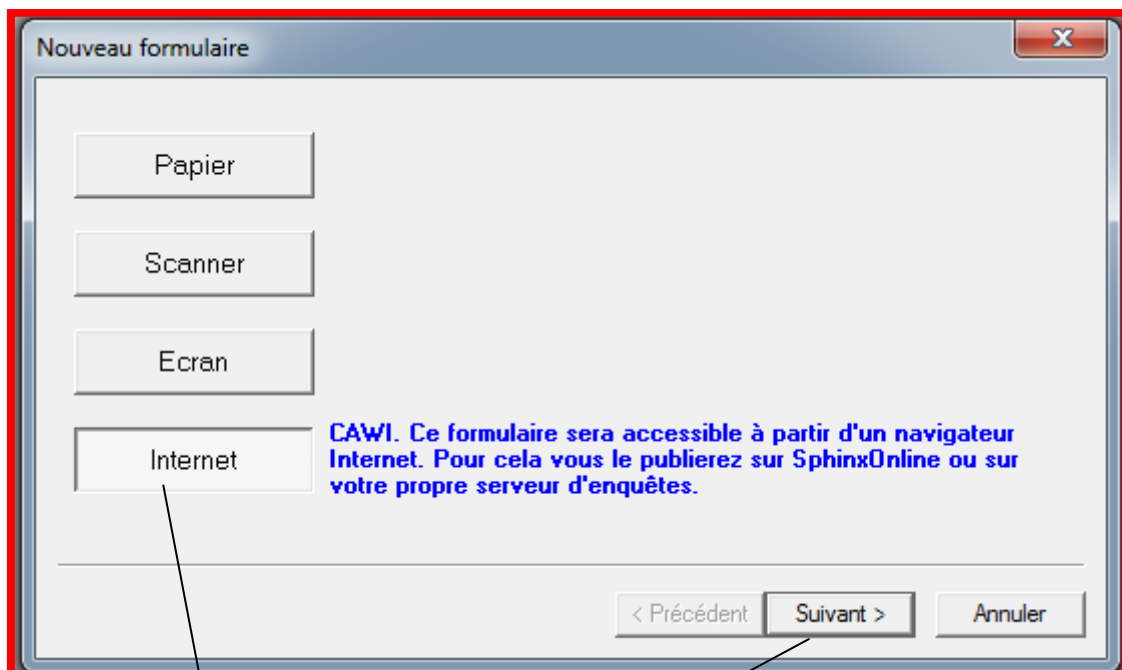 Nouveau formulaire
Papier
Scanner
Ecran
Internet
CAWI. Ce formulaire sera accessible à partir d'un navigateur
Internet. Pour cela vous le publierez sur SphinxOnline ou sur
votre propre serveur d'enquêtes.
< Précédent Suivant > Annuler